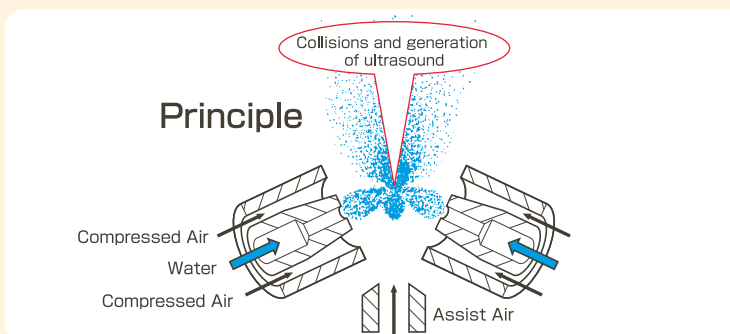 Collisions and generation
of ultrasound
Principle
Compressed Air
Water
Compressed Air
Assist Air